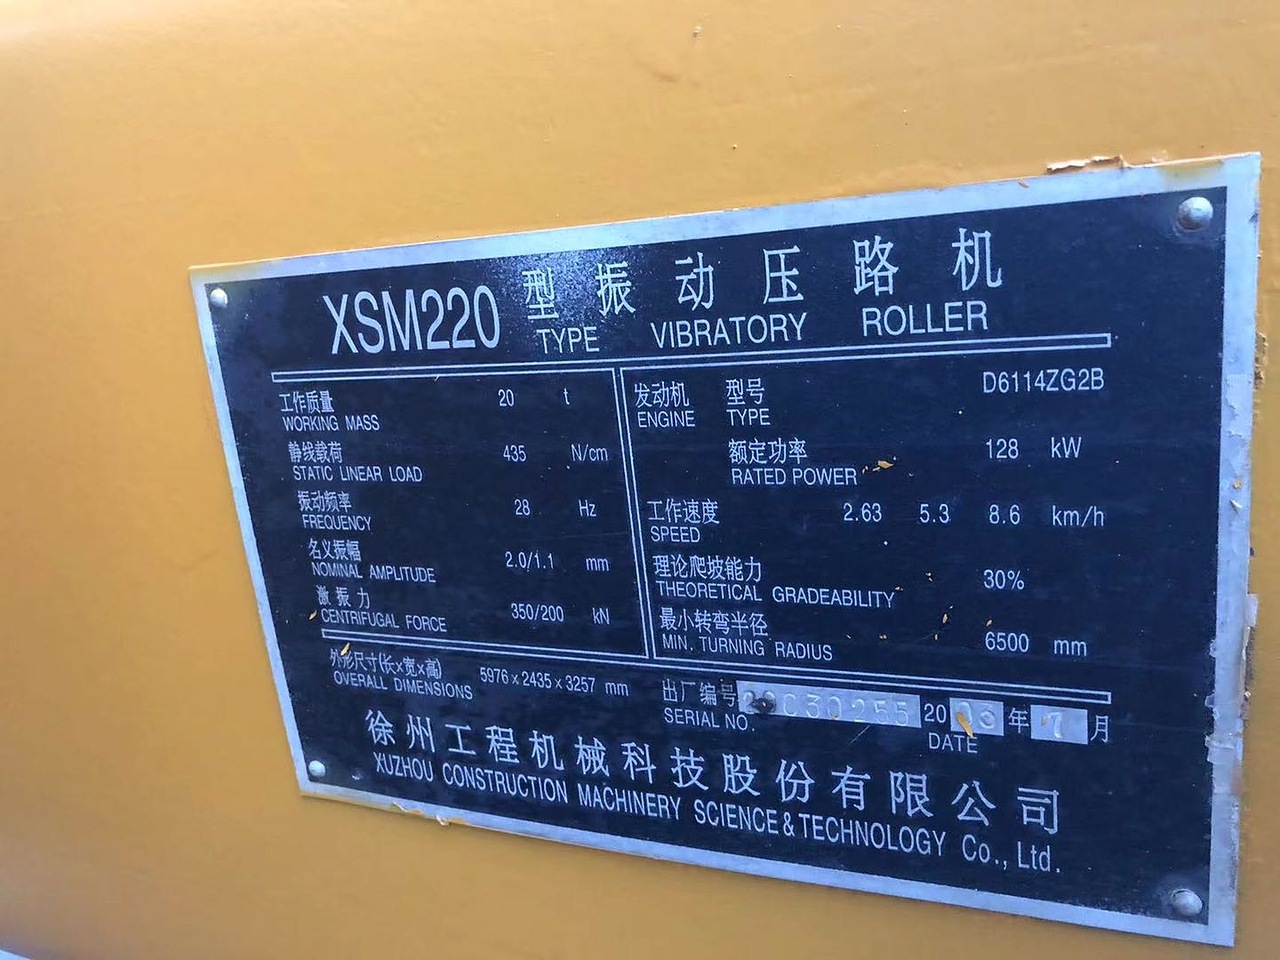 XSM220 型振动压路机
TYPE VIBRATORY ROLLER
工作质量 20 t
WORKING MASS
静线载荷 435 N/cm
STATIC LINEAR LOAD
振动频率 28 Hz
FREQUENCY
名义振幅 2.0/1.1 mm
NOMINAL AMPLITUDE
激振力 350/200 kN
CENTRIFUGAL FORCE
发动机 型号 D6114ZG2B
ENGINE TYPE
额定功率 128 kW
RATED POWER
工作速度 2.63 5.3 8.6 km/h
SPEED
理论爬坡能力 30%
THEORETICAL GRADEABILITY
最小转弯半径 6500 mm
MIN. TURNING RADIUS
外形尺寸(长x宽x高) 5976x2435x3257 mm
OVERALL DIMENSIONS
出厂编号 20 年 7 月
SERIAL NO. DATE
徐州工程机械科技股份有限公司
XUZHOU CONSTRUCTION MACHINERY SCIENCE & TECHNOLOGY Co., Ltd.